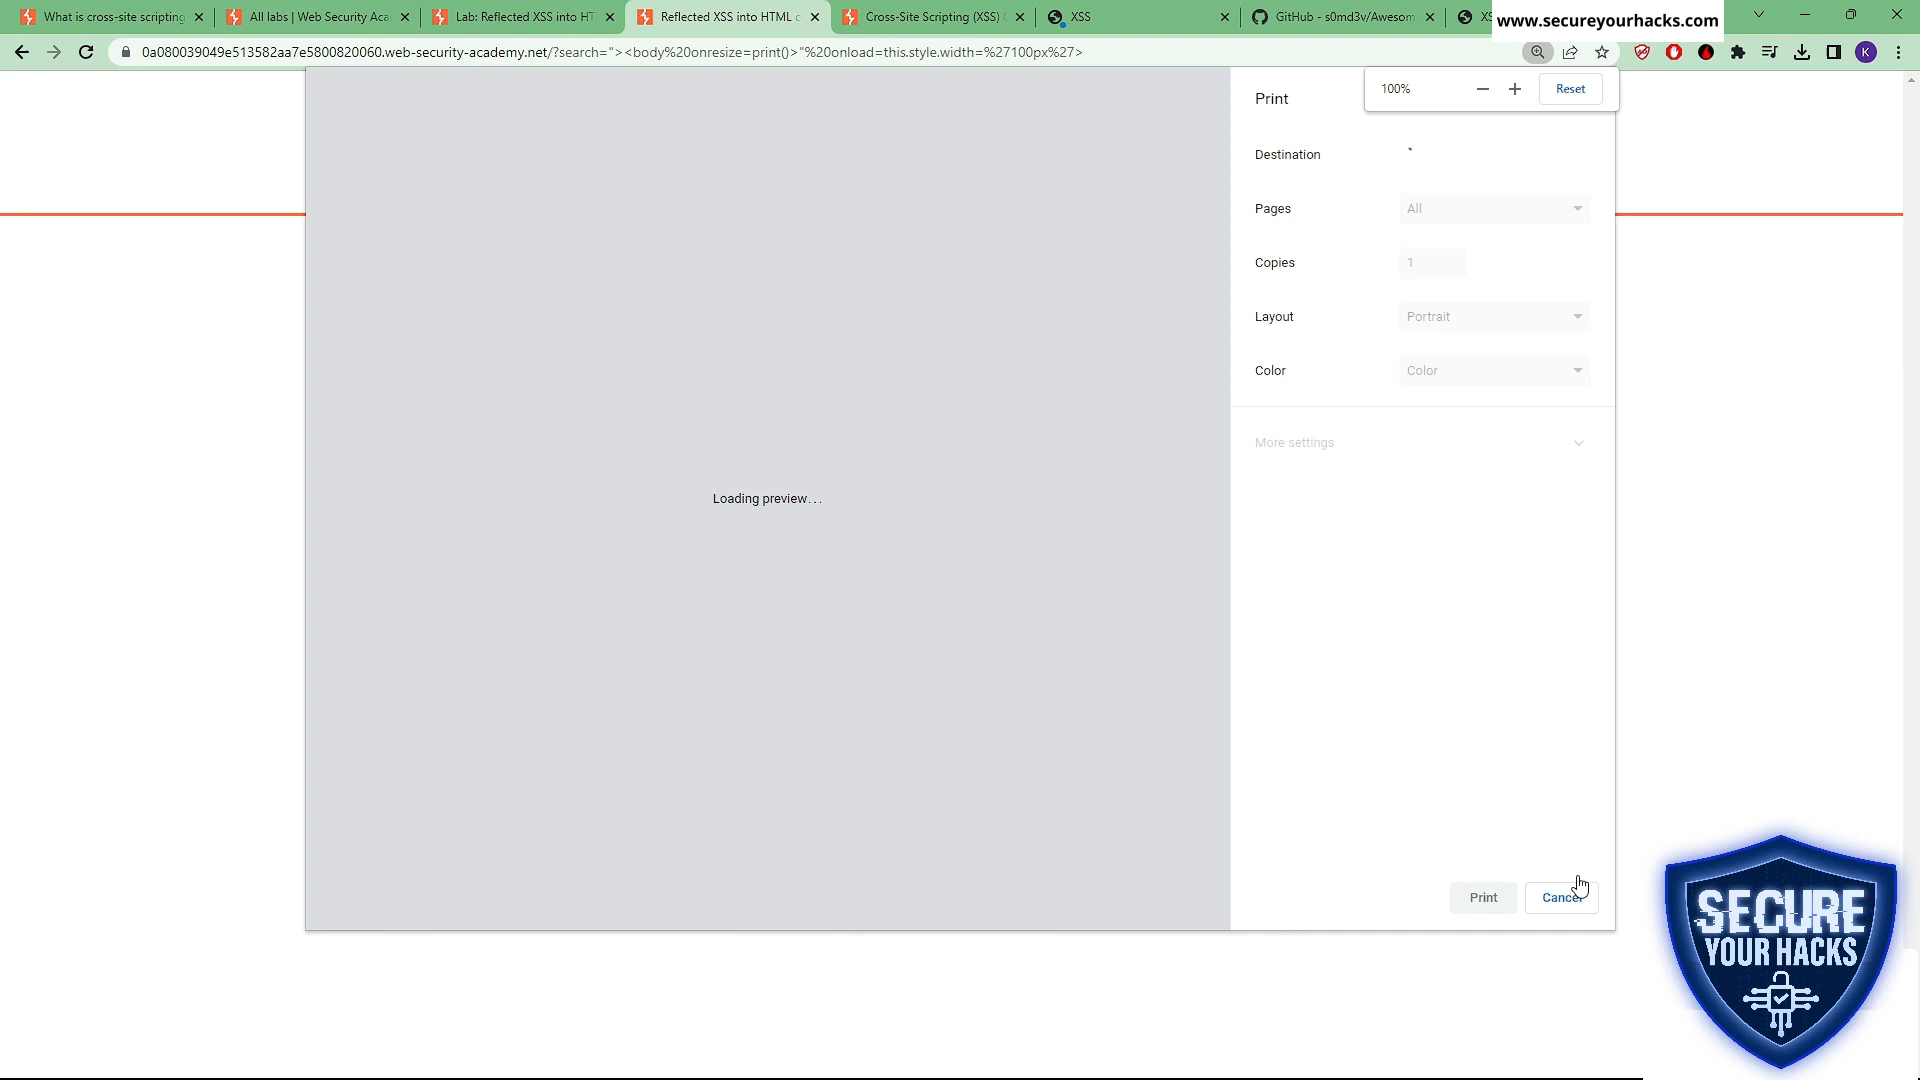 What is cross-site scripting
All labs | Web Security Aca
Lab: Reflected XSS into HT
Reflected XSS into HTML c
Cross-Site Scripting (XSS)
XSS
GitHub - s0md3v/Awesom
XS
www.secureyourhacks.com
0a080039049e513582aa7e5800820060.web-security-academy.net/?search="><body%20onresize=print()>"%20onload=this.style.width=%27100px%27>
K
Print
100%
Reset
Destination
Pages
All
Copies
1
Layout
Portrait
Color
Color
More settings
Loading preview...
Print
Cancel
SECURE
YOUR HACKS